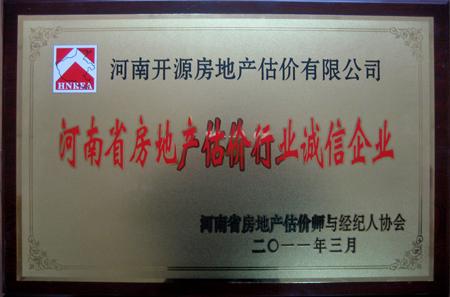 HNREA
河南开源房地产估价有限公司
河南省房地产估价行业诚信企业
河南省房地产估价师与经纪人协会
二〇一一年三月